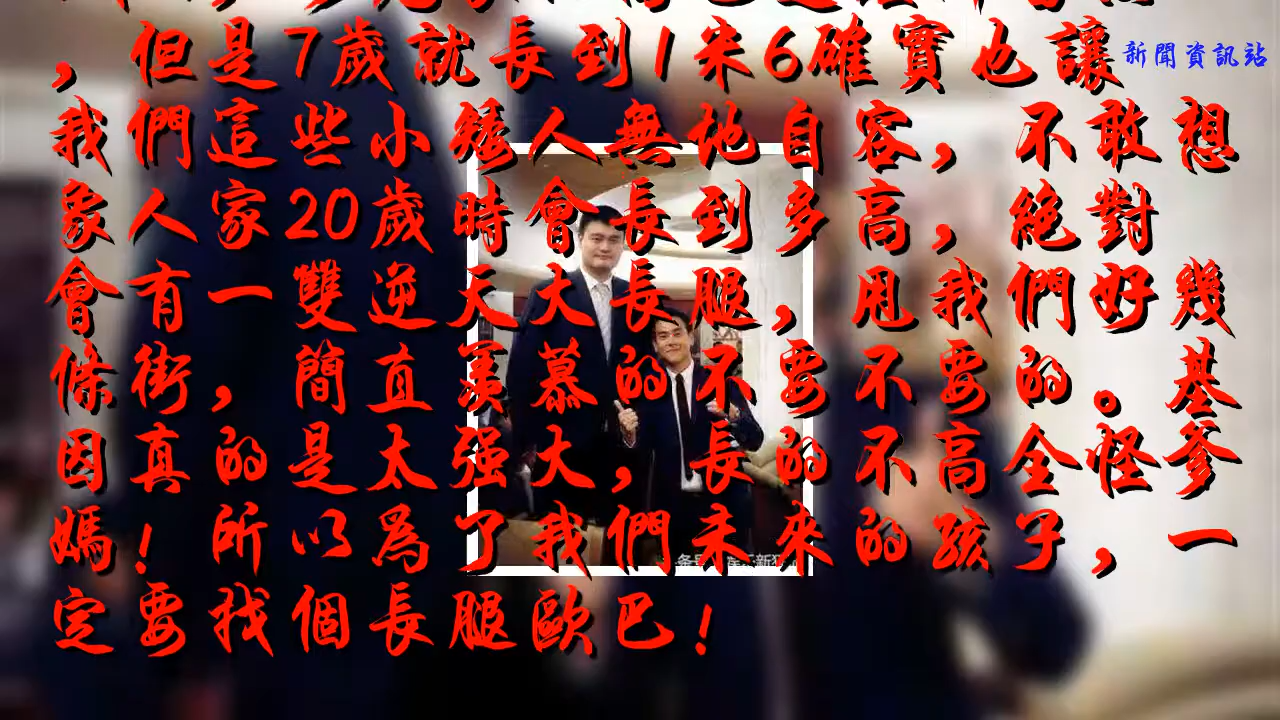 ，但是7歲就長到1米6確實也讓
新聞資訊站
我們這些小矮人無地自容，不敢想
象人家20歲時會長到多高，絕對
會有一雙逆天大長腿，甩我們好幾
條街，簡直羨慕的不要不要的。基
因真的是太强大，長的不高全怪爹
媽！所以爲了我們未來的孩子，一
定要找個長腿歐巴！